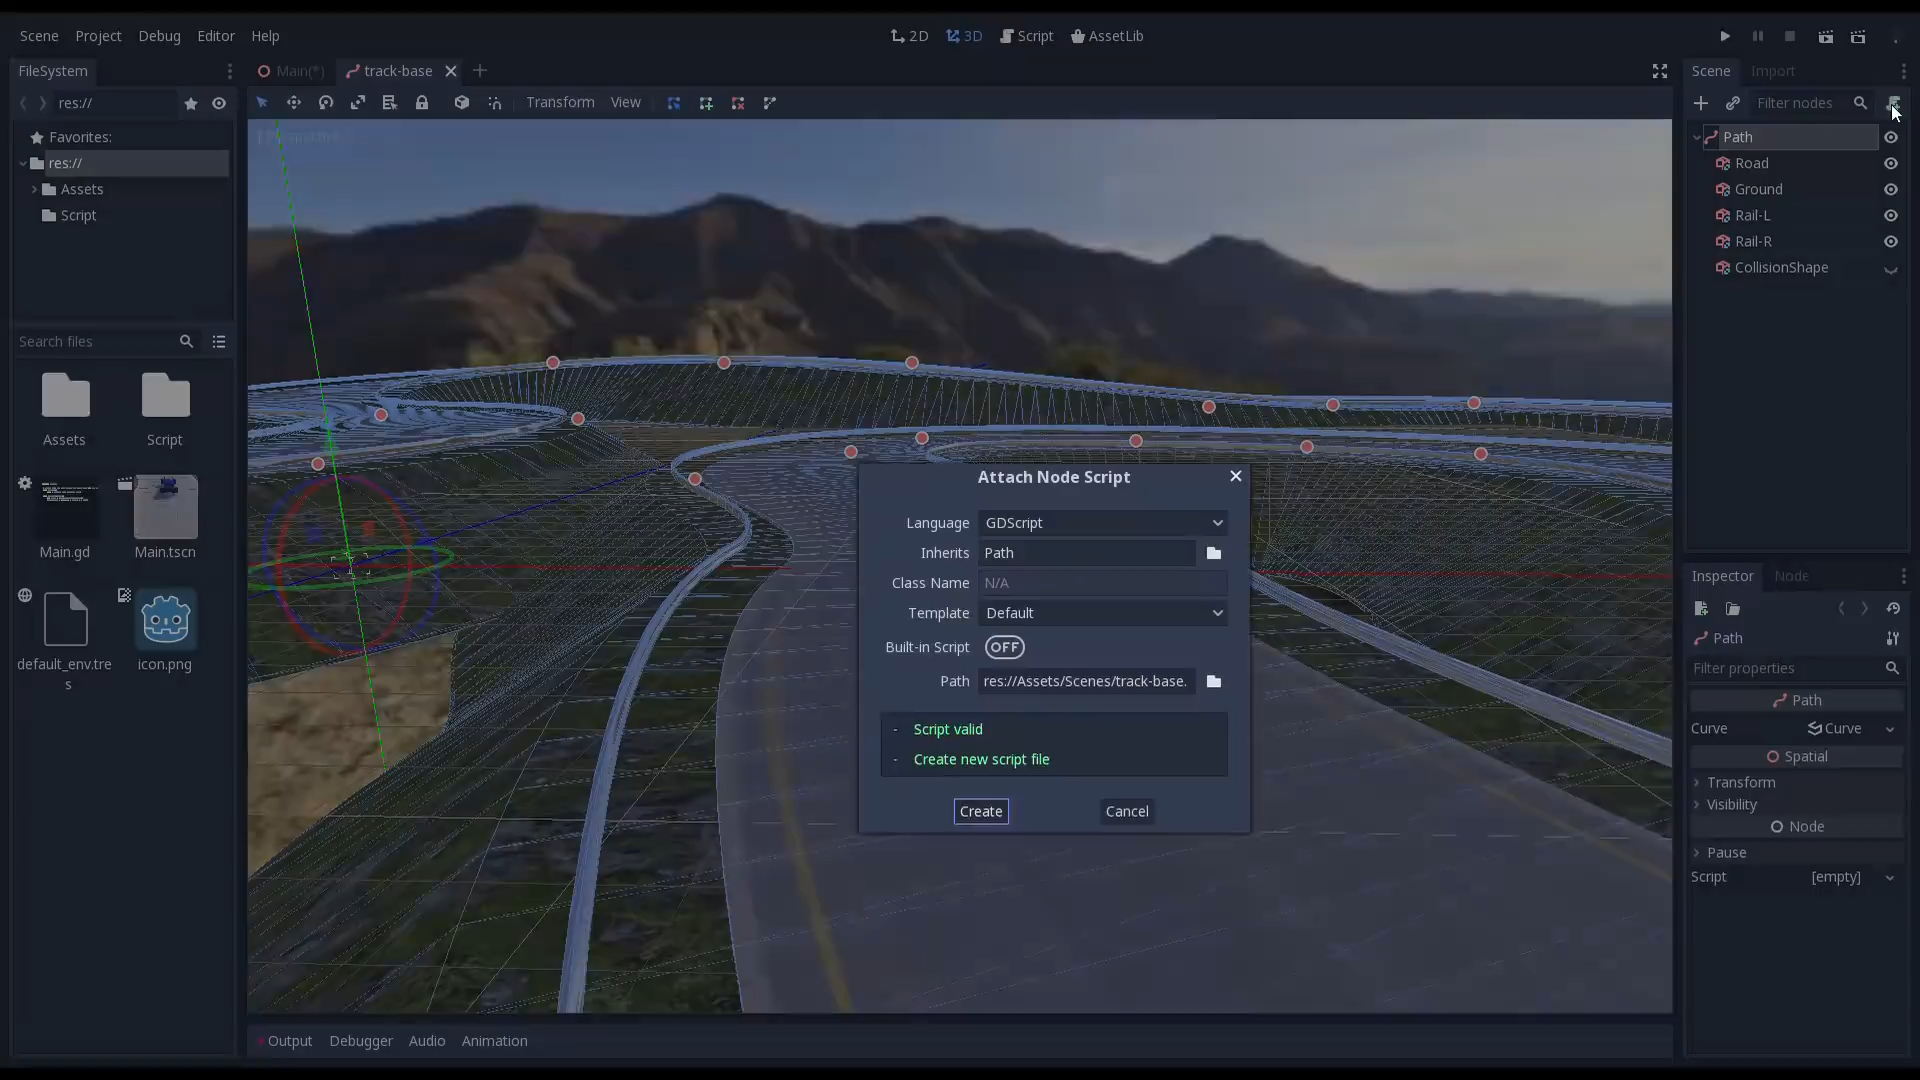 Scene Project Debug Editor Help
2D 3D Script AssetLib
FileSystem
Main(*)
track-base
Scene Import
res://
Transform View
Filter nodes
Favorites:
res://
Assets
Script
Path
Road
Ground
Rail-L
Rail-R
CollisionShape
Search files
Assets
Script
Main.gd
Main.tscn
default_env.tre
s
icon.png
Attach Node Script
Language GDScript
Inherits Path
Class Name N/A
Template Default
Built-in Script OFF
Path res://Assets/Scenes/track-base.
- Script valid
- Create new script file
Create Cancel
Inspector Node
Path
Filter properties
Path
Curve Curve
Spatial
Transform
Visibility
Node
Pause
Script [empty]
Output Debugger Audio Animation